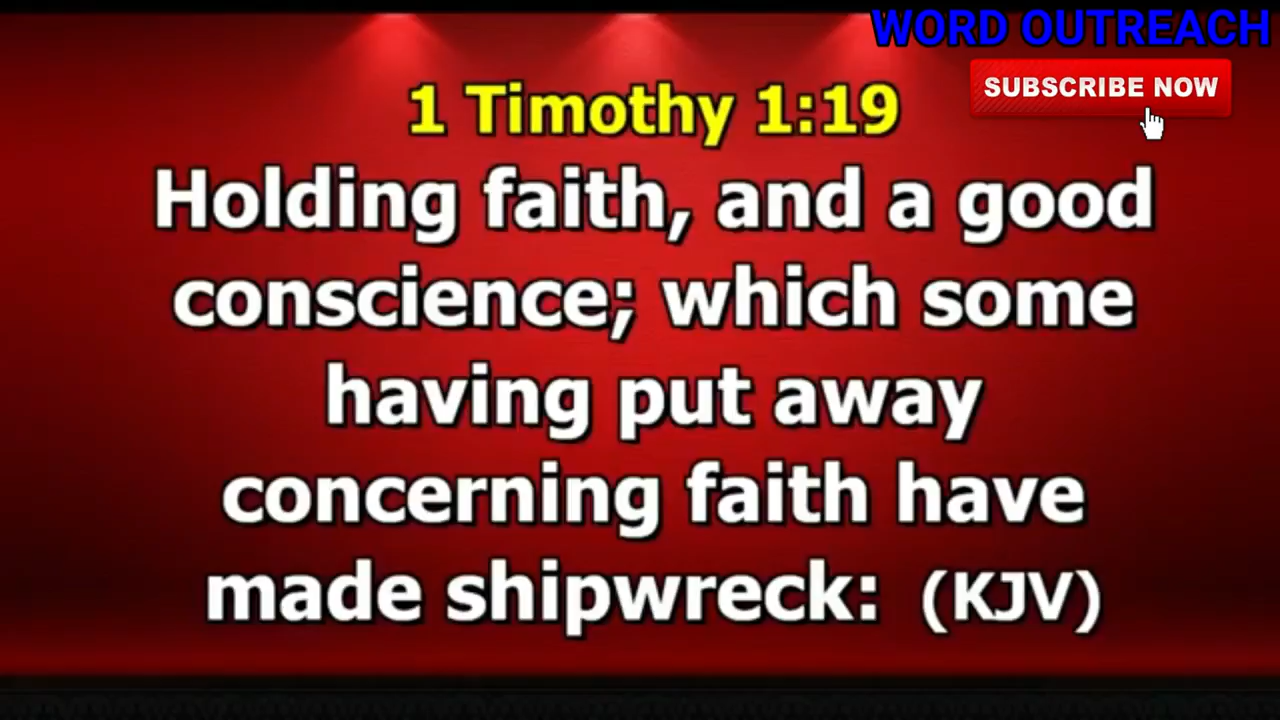 WORD OUTREACH
SUBSCRIBE NOW
1 Timothy 1:19
Holding faith, and a good
conscience; which some
having put away
concerning faith have
made shipwreck: (KJV)